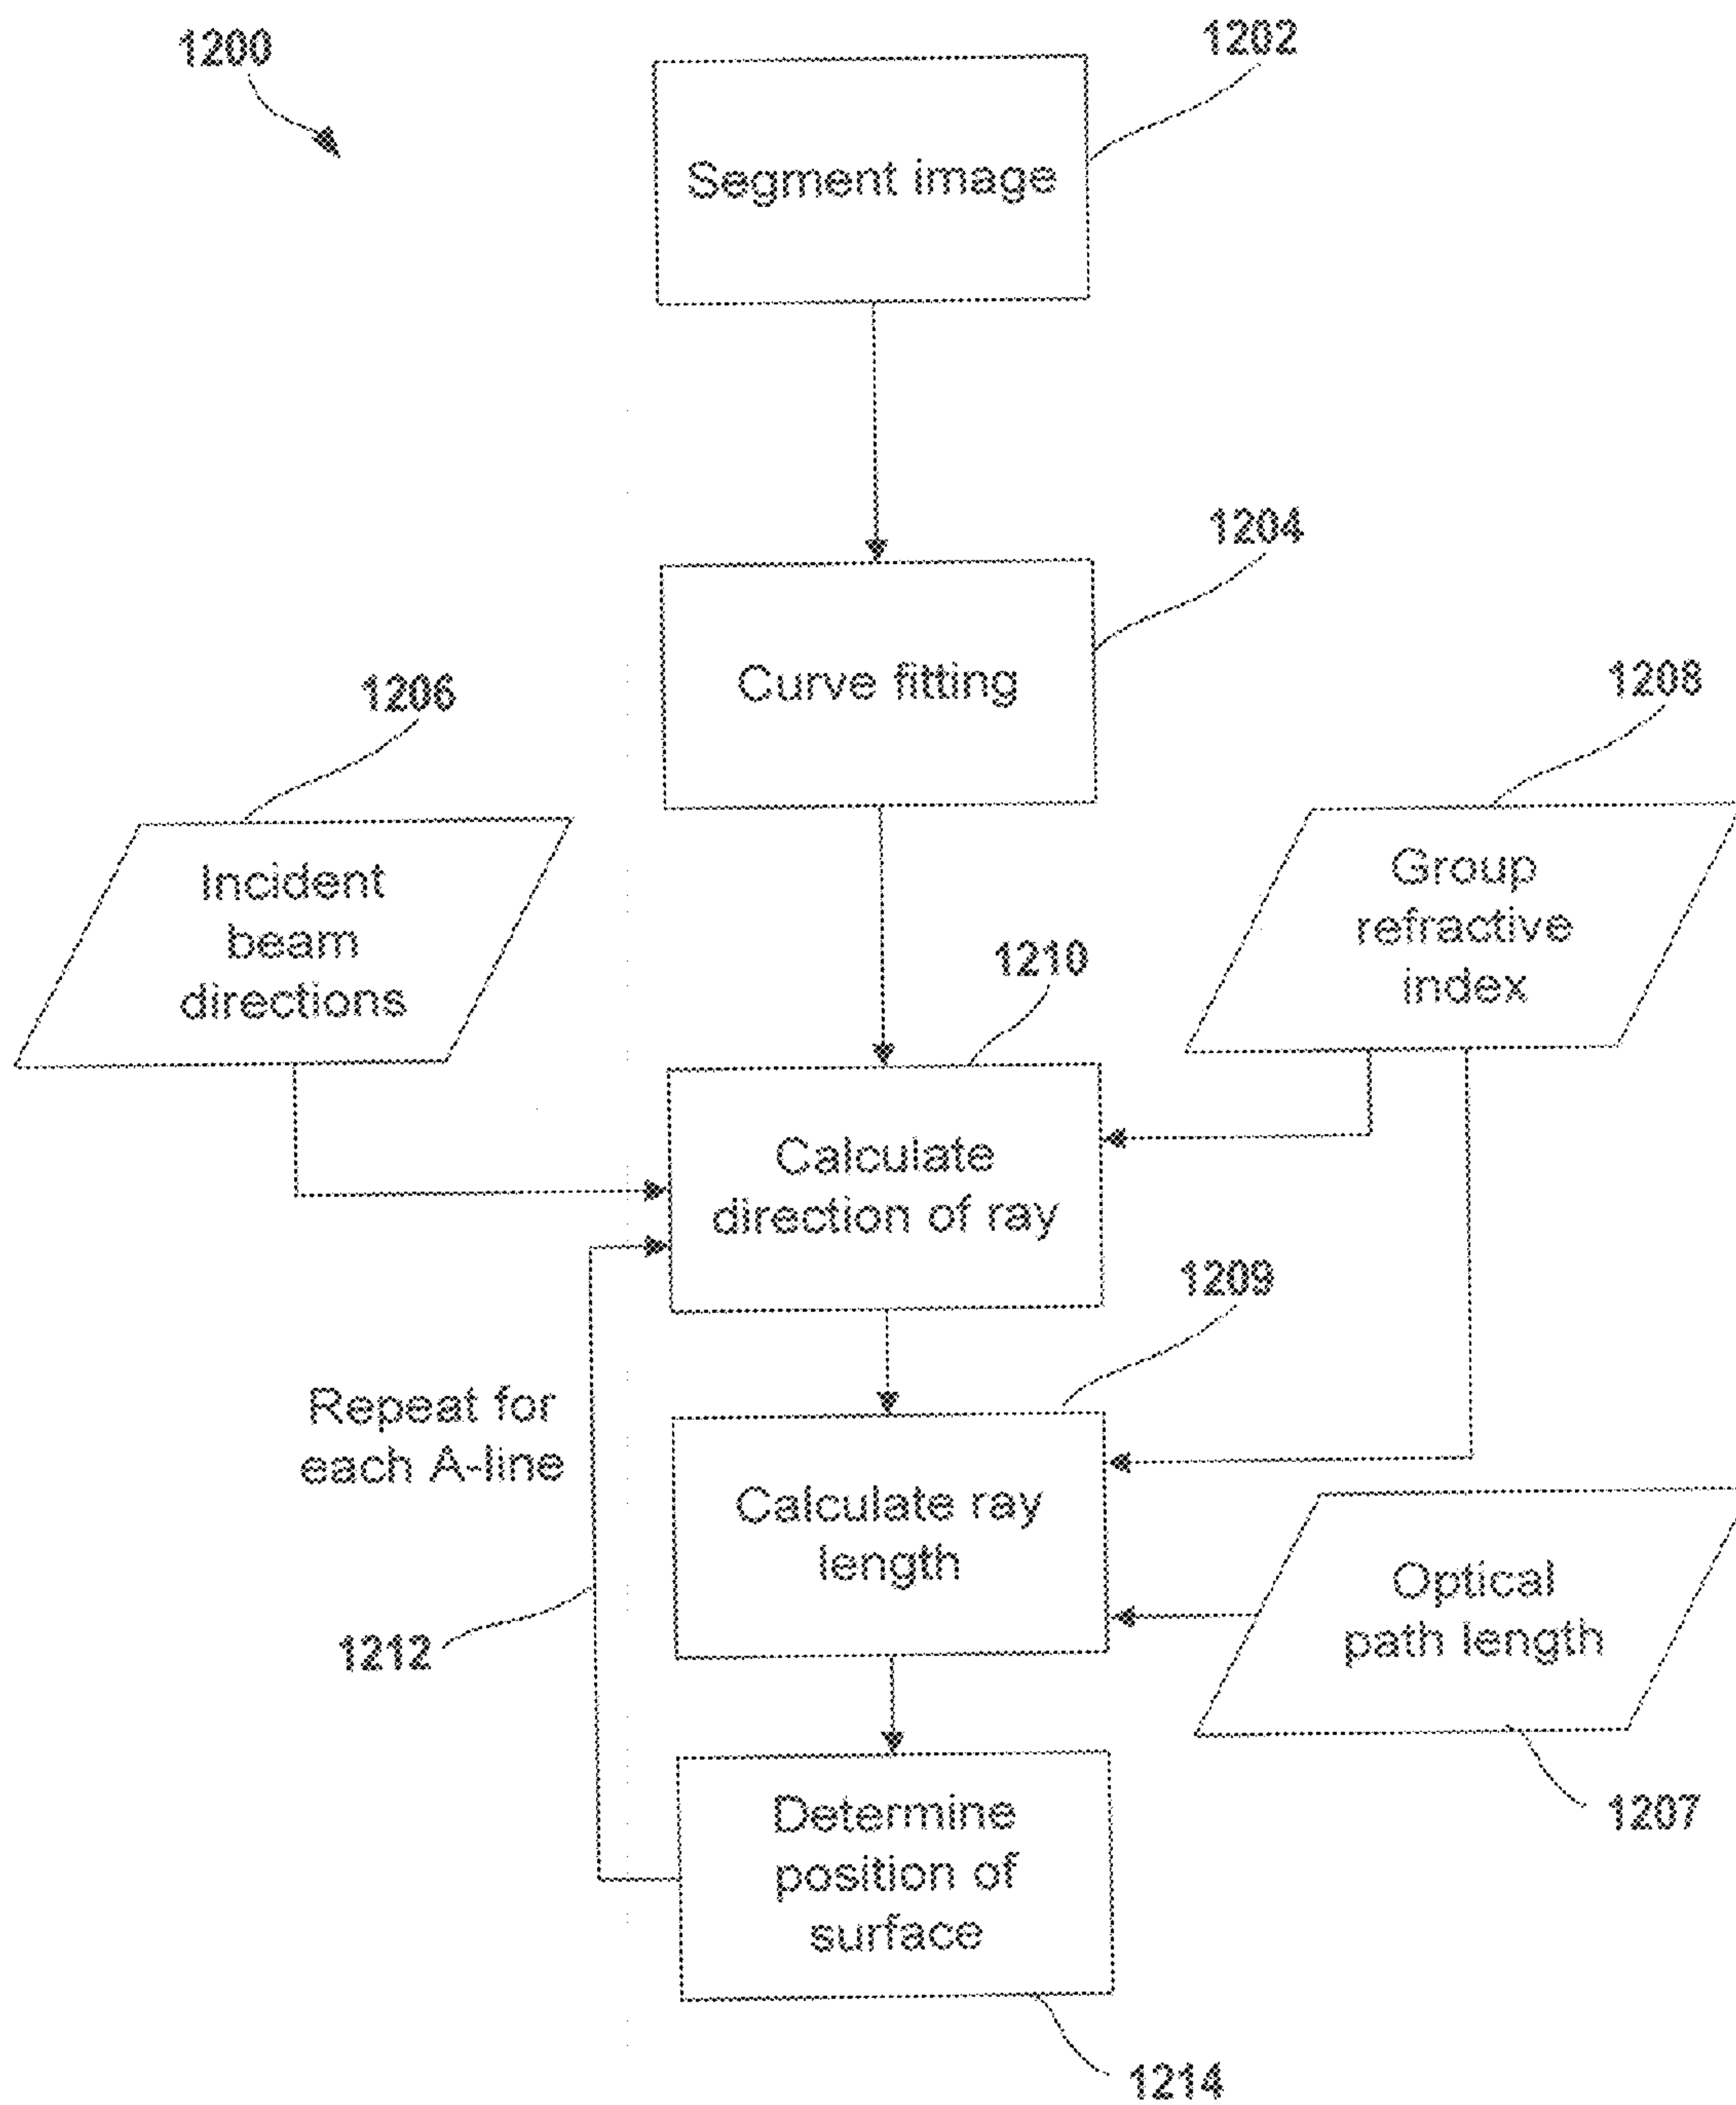 1200
1202
Segment image
1204
Curve fitting
1206
1208
Incident
beam
directions
Group
refractive
index
1210
Calculate
direction of ray
1209
Repeat for
each A-line
Calculate ray
length
Optical
path length
1212
1207
Determine
position of
surface
1214